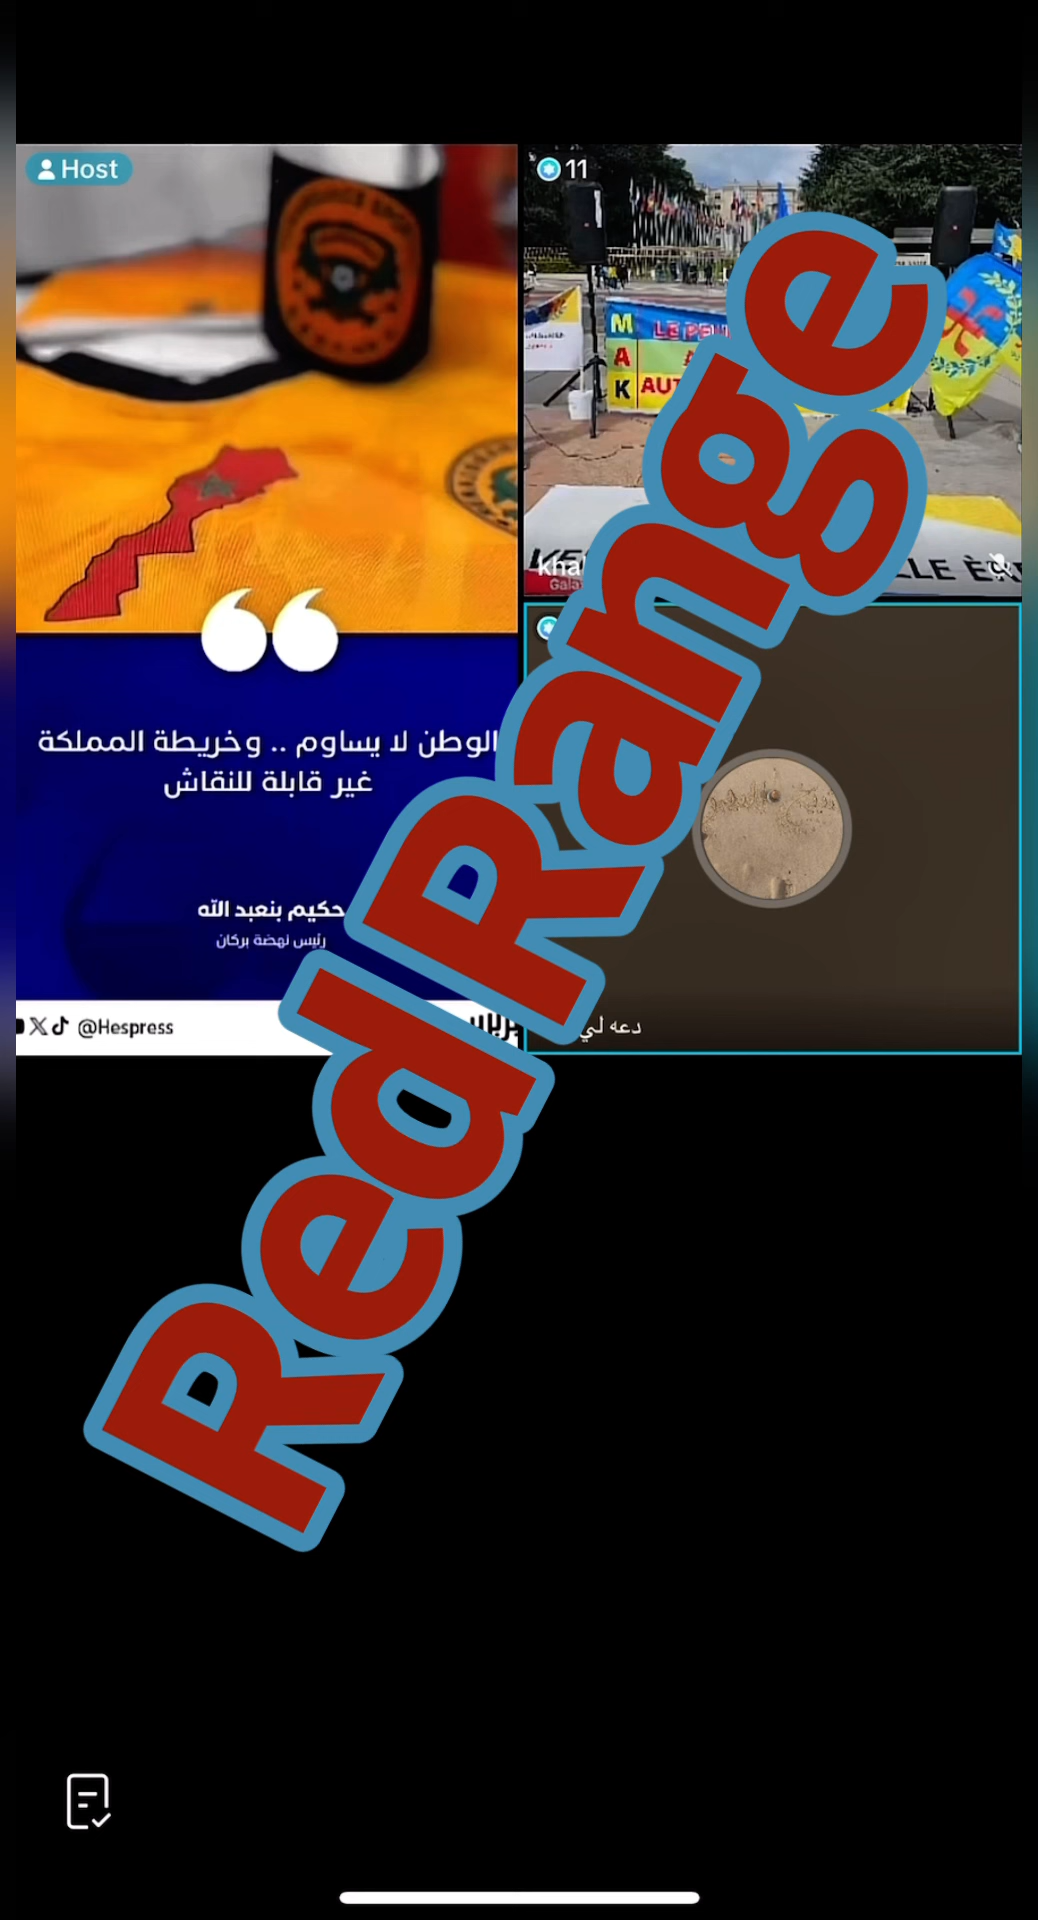 Host
الوطن لا يساوم .. وخريطة المملكة
غير قابلة للنقاش
حكيم بنعبد الله
رئيس نهضة بركان
@Hespress
11
MAK
LE
AUT
دعه لي
RedRange